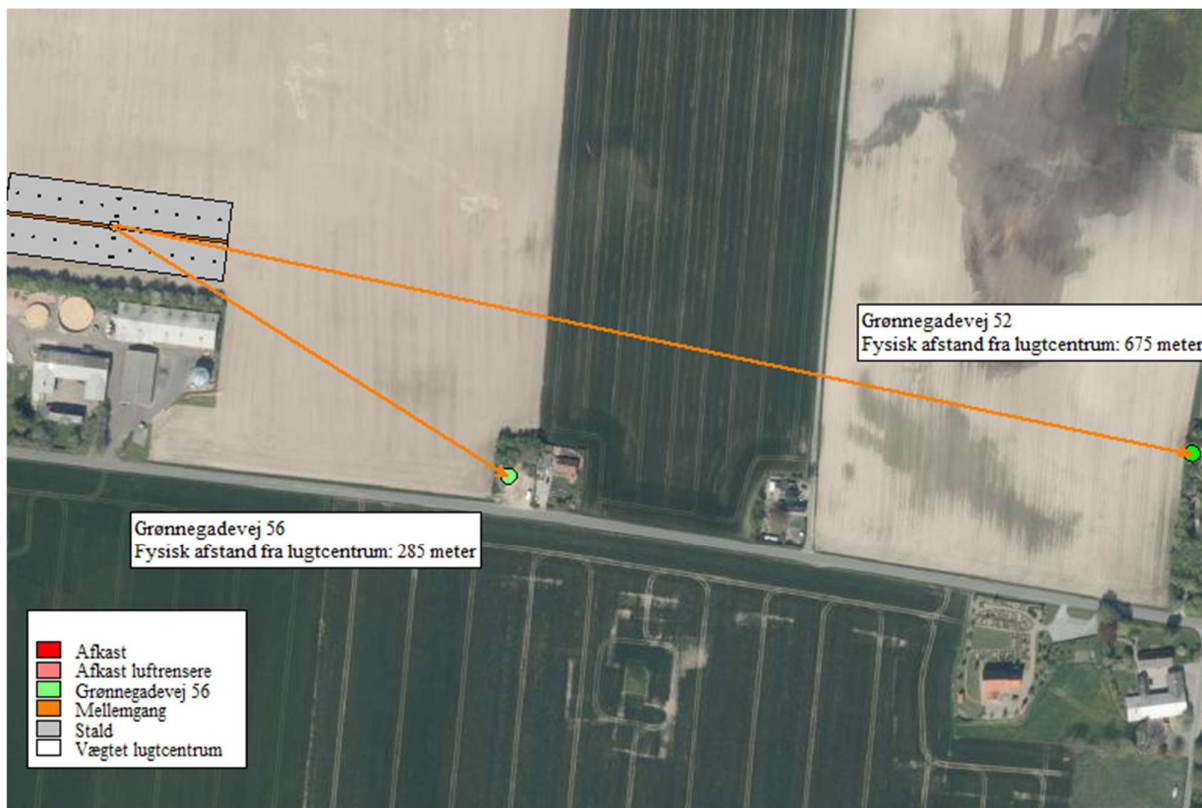 Grønnegadevej 52
Fysisk afstand fra lugtcentrum: 675 meter
Grønnegadevej 56
Fysisk afstand fra lugtcentrum: 285 meter
Afkast
Afkast luftrensere
Grønnegadevej 56
Mellemgang
Stald
Vægtet lugtcentrum